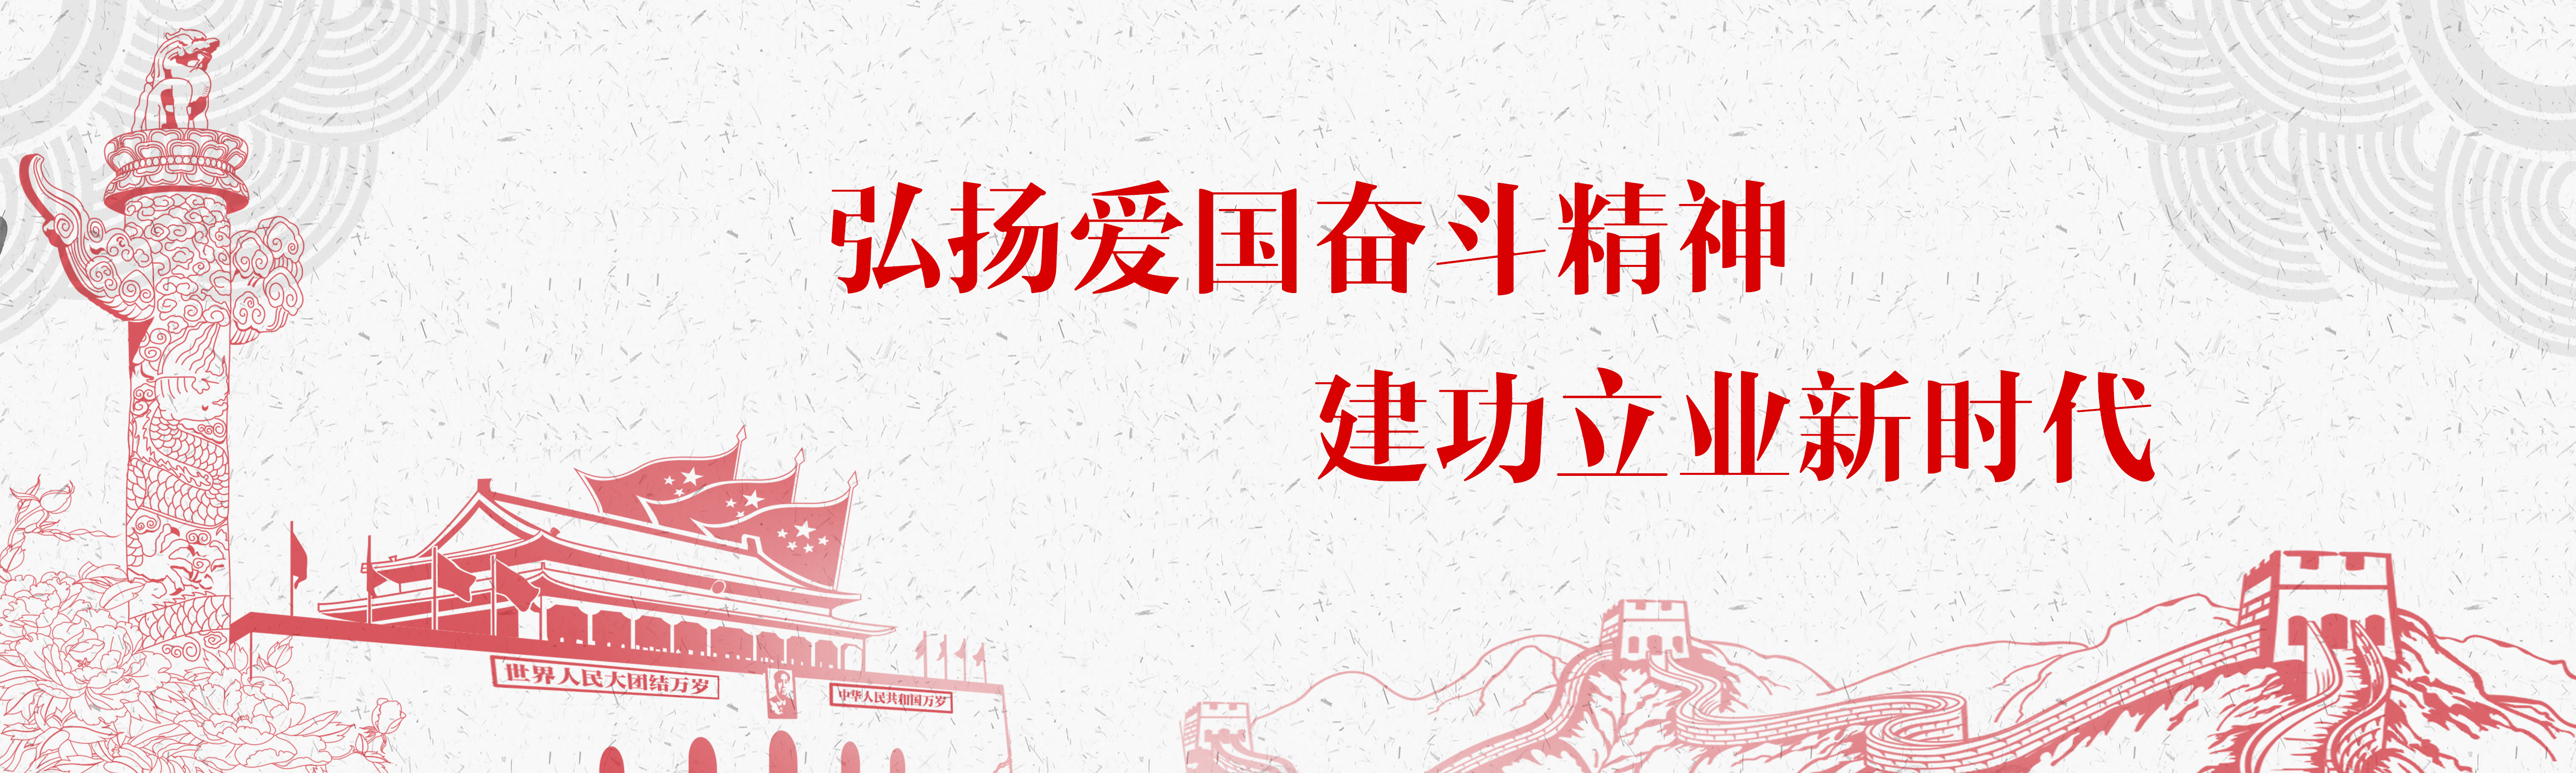 弘扬爱国奋斗精神
建功立业新时代
世界人民大团结万岁
中华人民共和国万岁